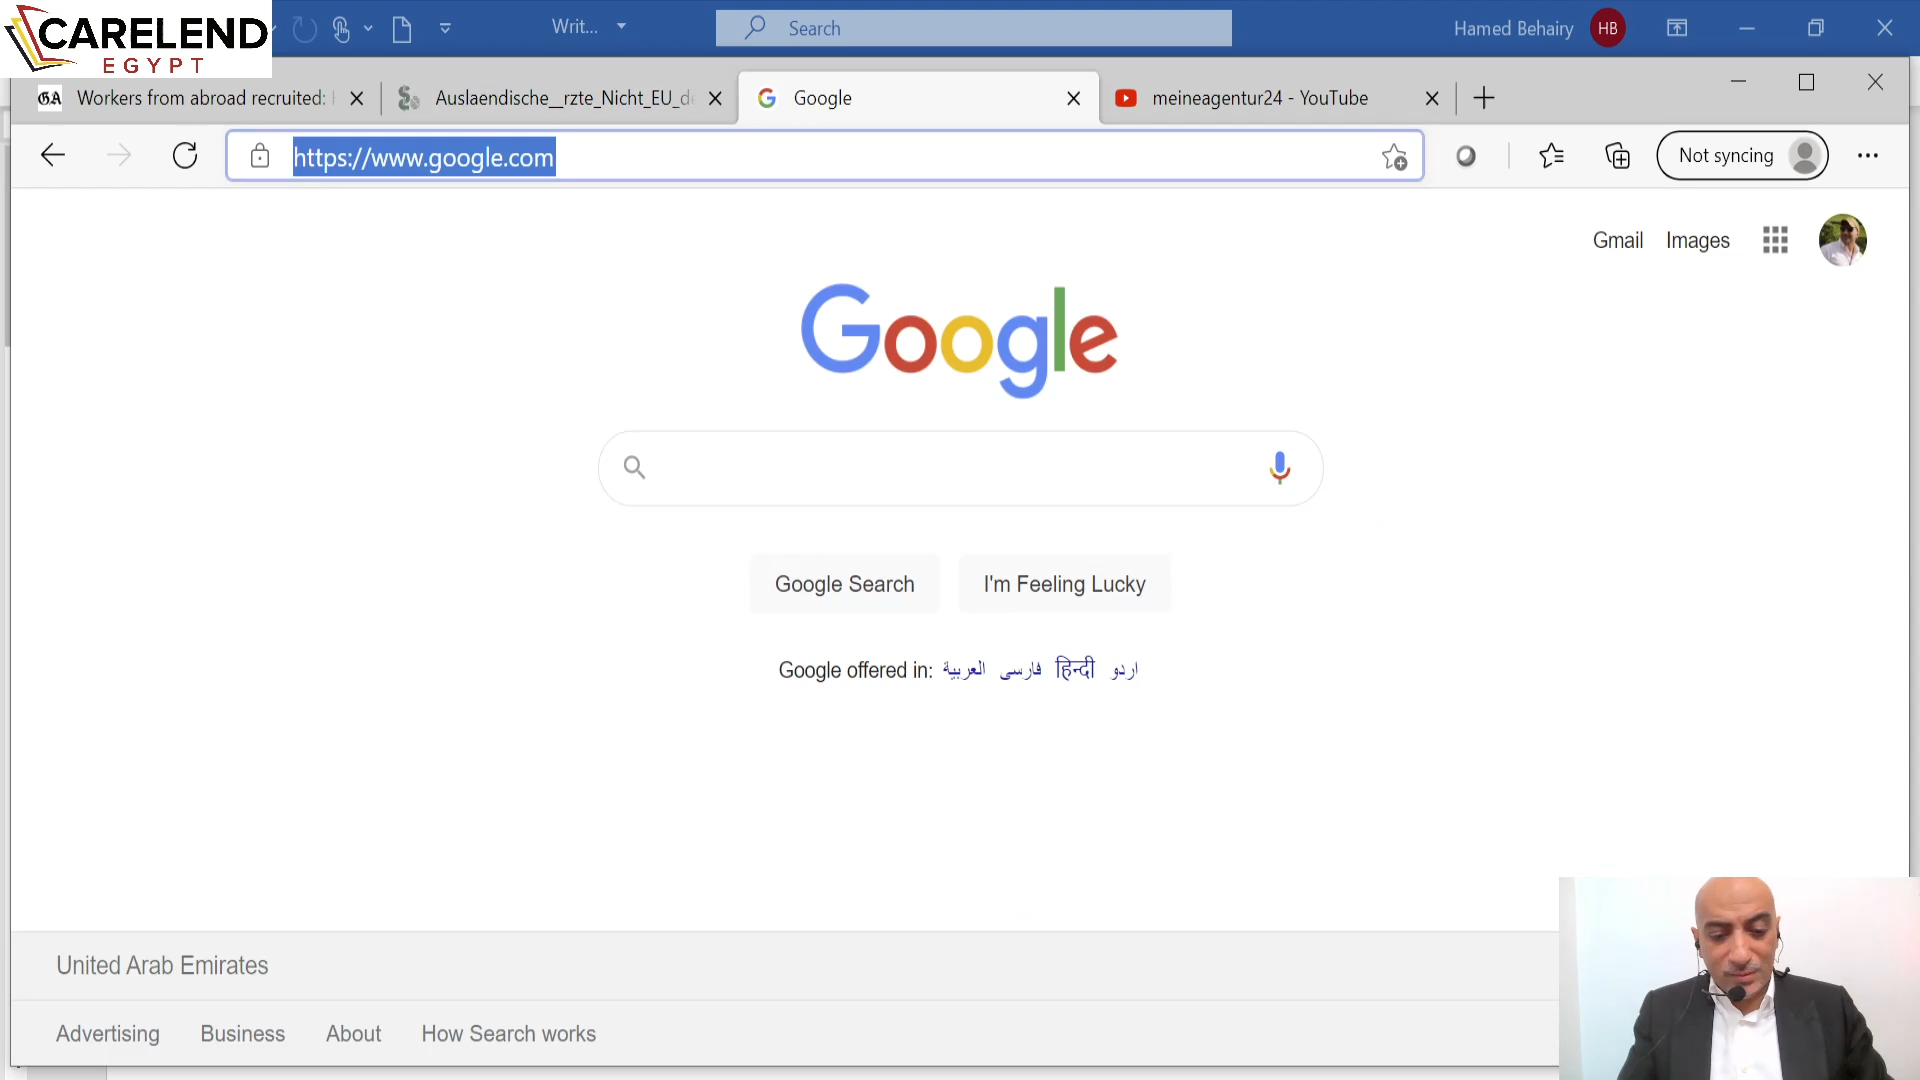 CARELEND
EGYPT
Writ...
Search
Hamed Behairy
HB
GA
Workers from abroad recruited:
Auslaendische__rzte_Nicht_EU_d
Google
meineagentur24 - YouTube
https://www.google.com
Not syncing
Gmail
Images
Google
Google Search
I'm Feeling Lucky
Google offered in: العربية فارسی हिन्दी اردو
United Arab Emirates
Advertising
Business
About
How Search works